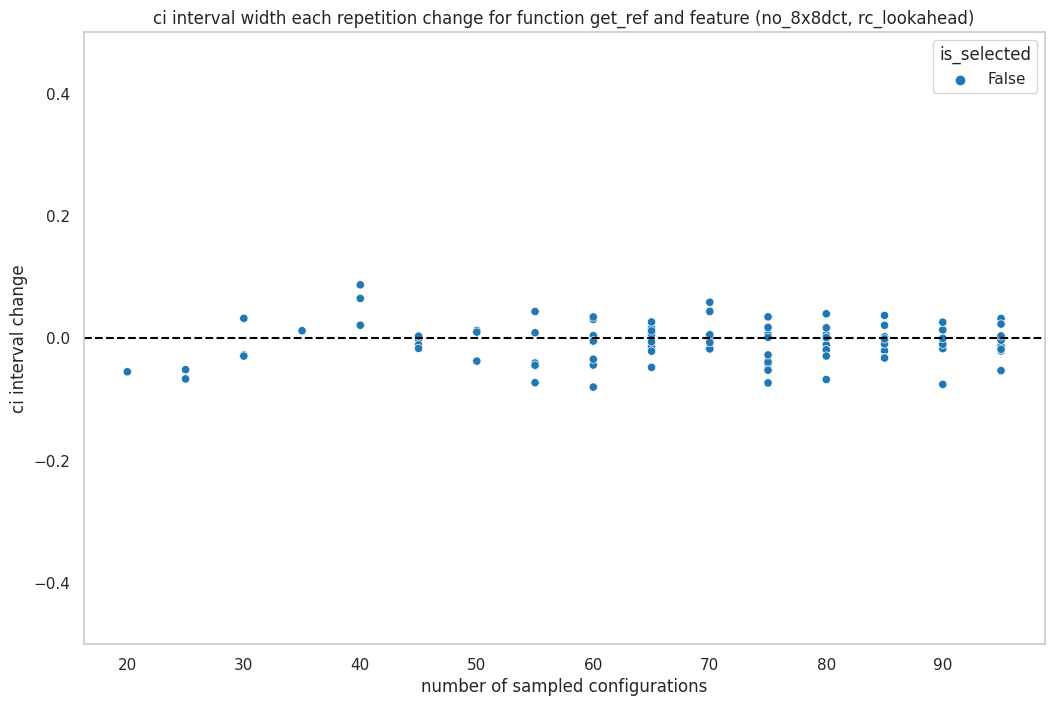 ci interval width each repetition change for function get_ref and feature (no_8x8dct, rc_lookahead)
is_selected
False
ci interval change
0.4
0.2
0.0
−0.2
−0.4
20 30 40 50 60 70 80 90
number of sampled configurations